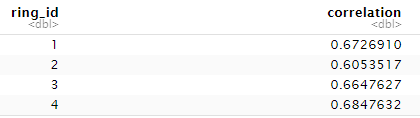 ring_id correlation
<dbl> <dbl>
1 0.6726910
2 0.6053517
3 0.6647627
4 0.6847632